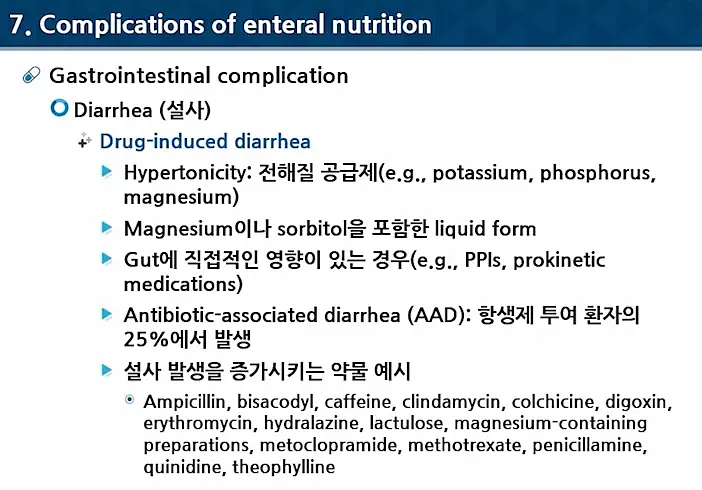 7. Complications of enteral nutrition
Gastrointestinal complication
Diarrhea (설사)
Drug-induced diarrhea
Hypertonicity: 전해질 공급제(e.g., potassium, phosphorus,
magnesium)
Magnesium이나 sorbitol을 포함한 liquid form
Gut에 직접적인 영향이 있는 경우(e.g., PPIs, prokinetic
medications)
Antibiotic-associated diarrhea (AAD): 항생제 투여 환자의
25%에서 발생
설사 발생을 증가시키는 약물 예시
Ampicillin, bisacodyl, caffeine, clindamycin, colchicine, digoxin,
erythromycin, hydralazine, lactulose, magnesium-containing
preparations, metoclopramide, methotrexate, penicillamine,
quinidine, theophylline